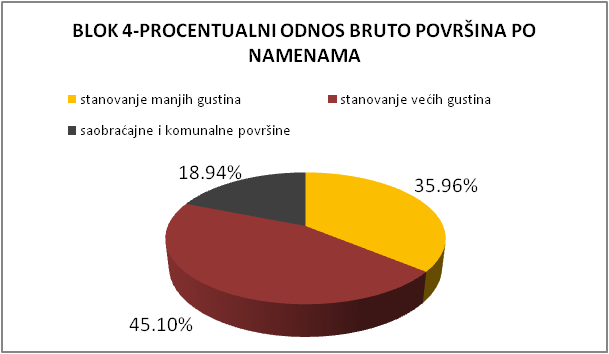 BLOK 4-PROCENTUALNI ODNOS BRUTO POVRŠINA PO
NAMENAMA
stanovanje manjih gustina
stanovanje većih gustina
saobraćajne i komunalne površine
18.94%
35.96%
45.10%